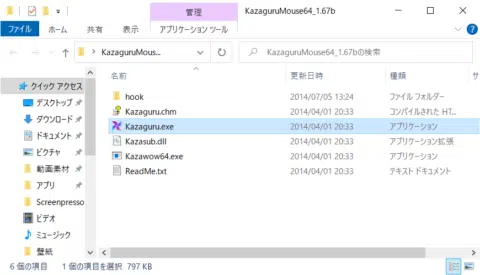 管理
KazaguruMouse64_1.67b
ファイル
ホーム
共有
表示
アプリケーション ツール
KazaguruMous...
KazaguruMouse64_1.67bの検索
名前
更新日時
種類
クイック アクセス
デスクトップ
ダウンロード
ドキュメント
ピクチャ
動画素材
アプリ
Screenpresso
ビデオ
ミュージック
壁紙
hook
2014/07/05 13:24
ファイル フォルダー
Kazaguru.chm
2014/04/01 20:33
コンパイルされた HT...
Kazaguru.exe
2014/04/01 20:33
アプリケーション
Kazasub.dll
2014/04/01 20:33
アプリケーション拡張
Kazawow64.exe
2014/04/01 20:33
アプリケーション
ReadMe.txt
2014/04/01 20:33
テキスト ドキュメント
6 個の項目
1 個の項目を選択 797 KB